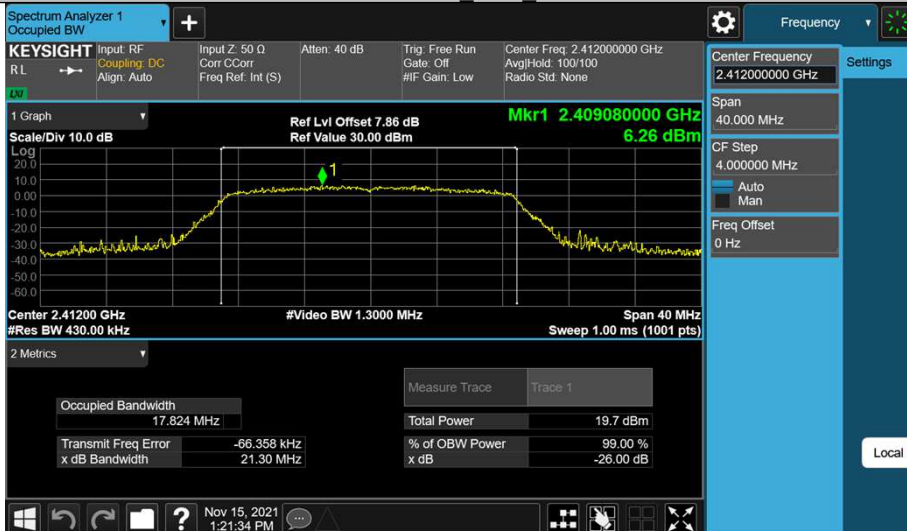 Spectrum Analyzer 1
Occupied BW
Frequency
KEYSIGHT
RL
LXI
Input: RF
Coupling: DC
Align: Auto
Input Z: 50 Ω
Corr CCorr
Freq Ref: Int (S)
Atten: 40 dB
Trig: Free Run
Gate: Off
#IF Gain: Low
Center Freq: 2.412000000 GHz
Avg|Hold: 100/100
Radio Std: None
Center Frequency
2.412000000 GHz
Settings
Span
40.000 MHz
CF Step
4.000000 MHz
Auto
Man
Freq Offset
0 Hz
Local
1 Graph
Scale/Div 10.0 dB
Ref Lvl Offset 7.86 dB
Ref Value 30.00 dBm
Mkr1 2.409080000 GHz
6.26 dBm
Log
20.0
10.0
0.00
-10.0
-20.0
-30.0
-40.0
-50.0
-60.0
1
Center 2.41200 GHz
#Video BW 1.3000 MHz
Span 40 MHz
#Res BW 430.00 kHz
Sweep 1.00 ms (1001 pts)
2 Metrics
Measure Trace
Trace 1
Occupied Bandwidth
17.824 MHz
Total Power
19.7 dBm
Transmit Freq Error
-66.358 kHz
% of OBW Power
99.00 %
x dB Bandwidth
21.30 MHz
x dB
-26.00 dB
?
Nov 15, 2021
1:21:34 PM